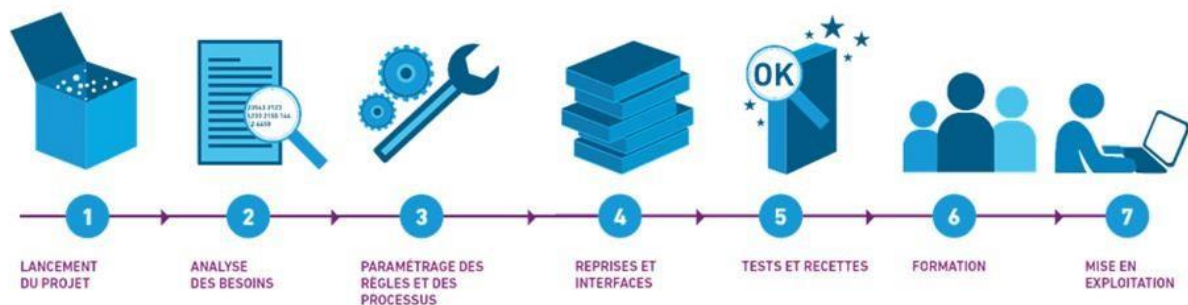 OK
1
2
3
4
5
6
7
LANCEMENT
DU PROJET
ANALYSE
DES BESOINS
PARAMÉTRAGE DES
RÈGLES ET DES
PROCESSUS
REPRISES ET
INTERFACES
TESTS ET RECETTES
FORMATION
MISE EN
EXPLOITATION